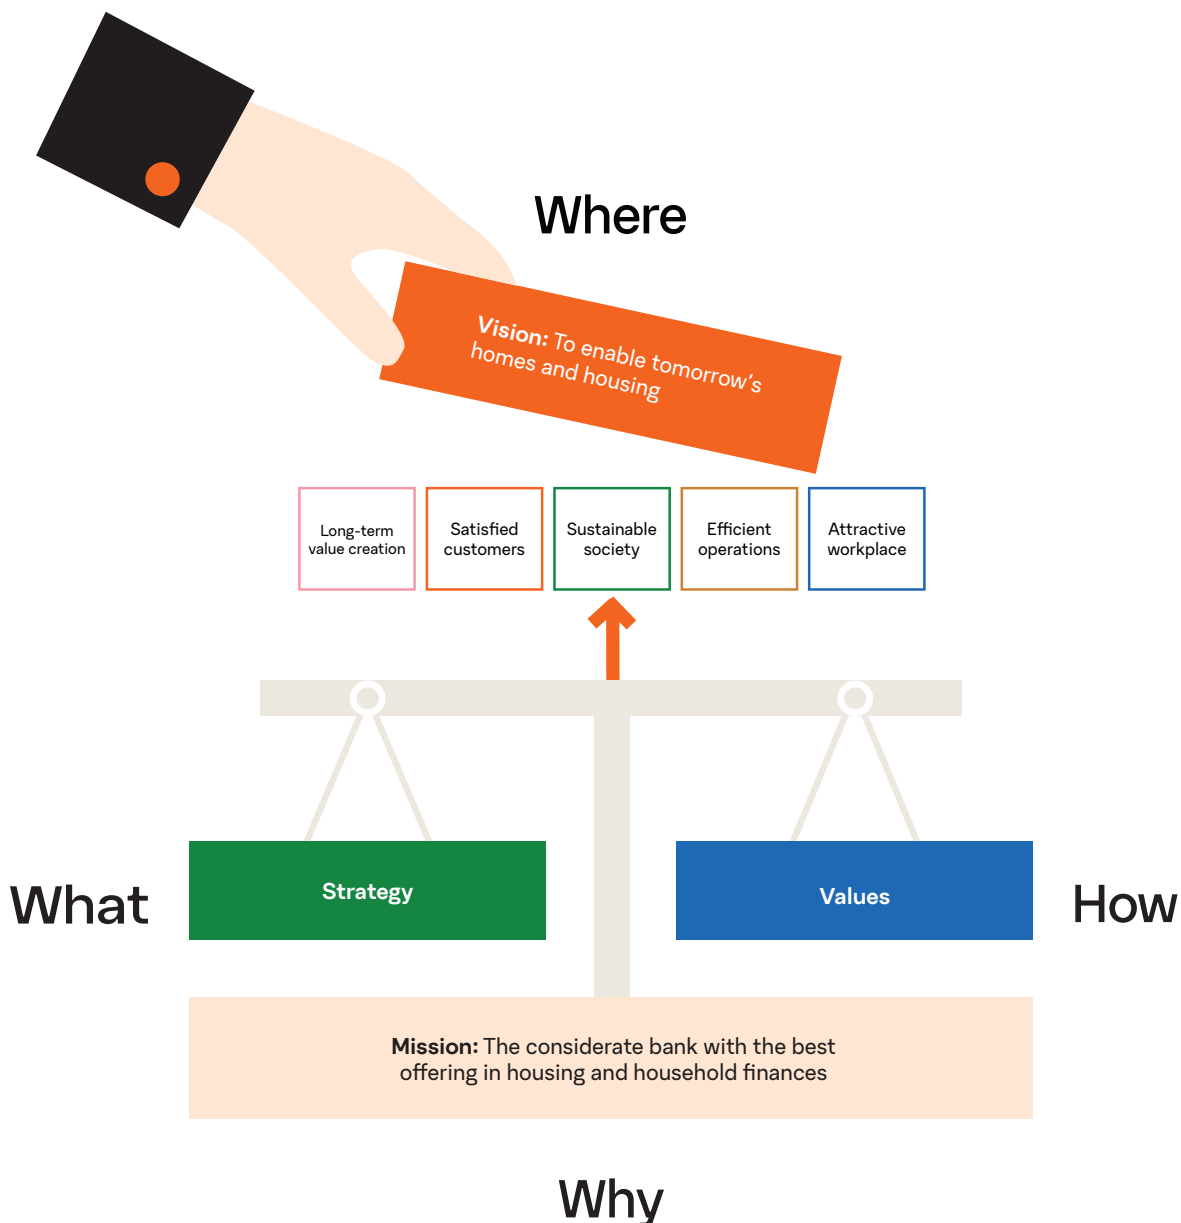 Where
Vision: To enable tomorrow’s
homes and housing
Long-term
value creation
Satisfied
customers
Sustainable
society
Efficient
operations
Attractive
workplace
What
Strategy
Values
How
Mission: The considerate bank with the best
offering in housing and household finances
Why